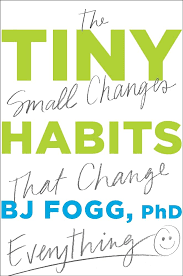 The
TINY
Small Changes
HABITS
That Change
BJ FOGG, PhD
Everything